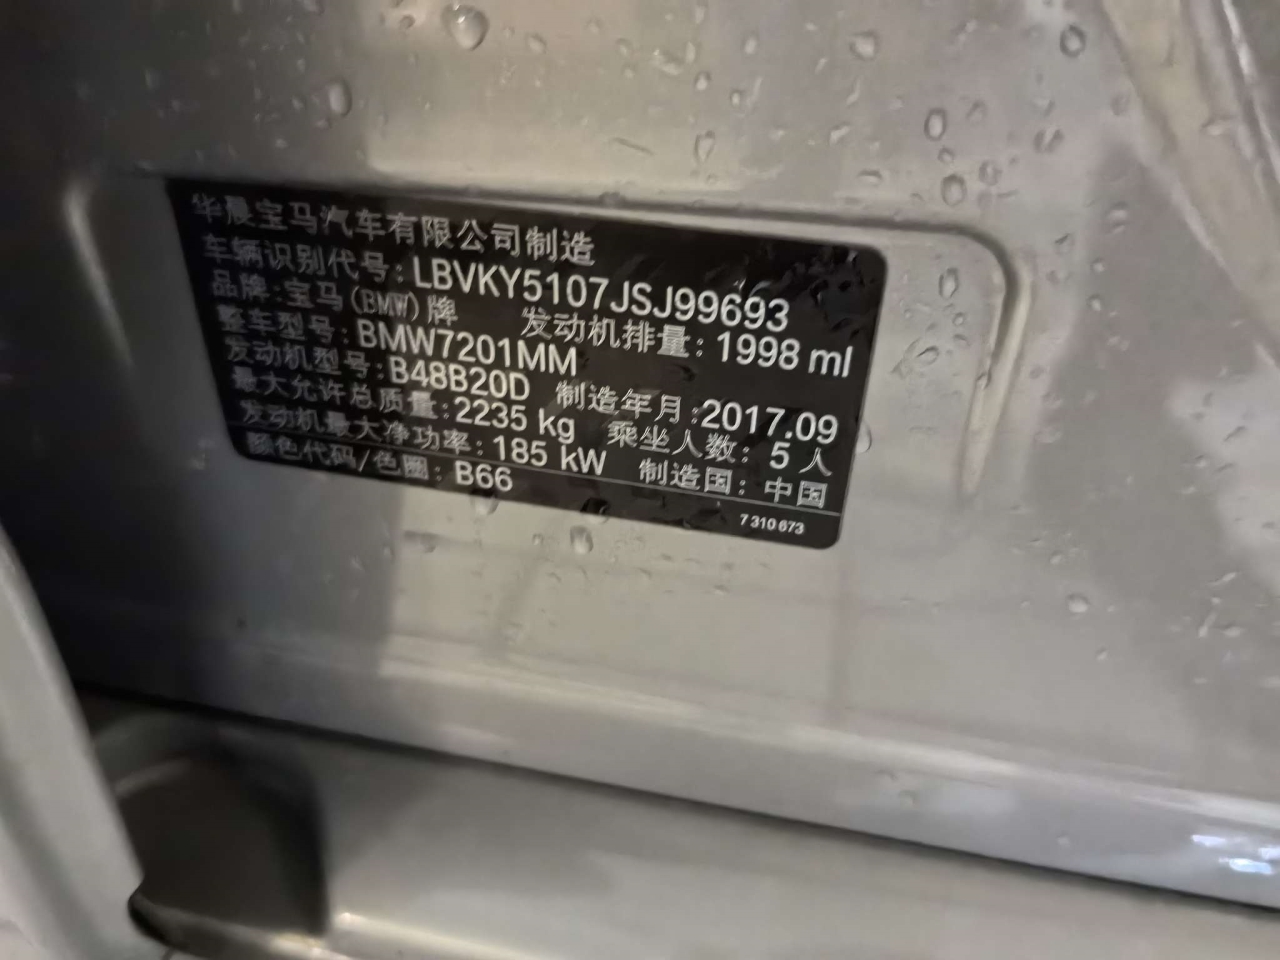 华晨宝马汽车有限公司制造
车辆识别代号:LBVKY5107JSJ99693
品牌:宝马(BMW)牌 发动机排量:1998 ml
整车型号:BMW7201MM
发动机型号:B48B20D 制造年月:2017.09
最大允许总质量:2235 kg 乘坐人数:5人
发动机最大净功率:185 kW 制造国:中国
颜色代码/色圈:B66
7 310 673